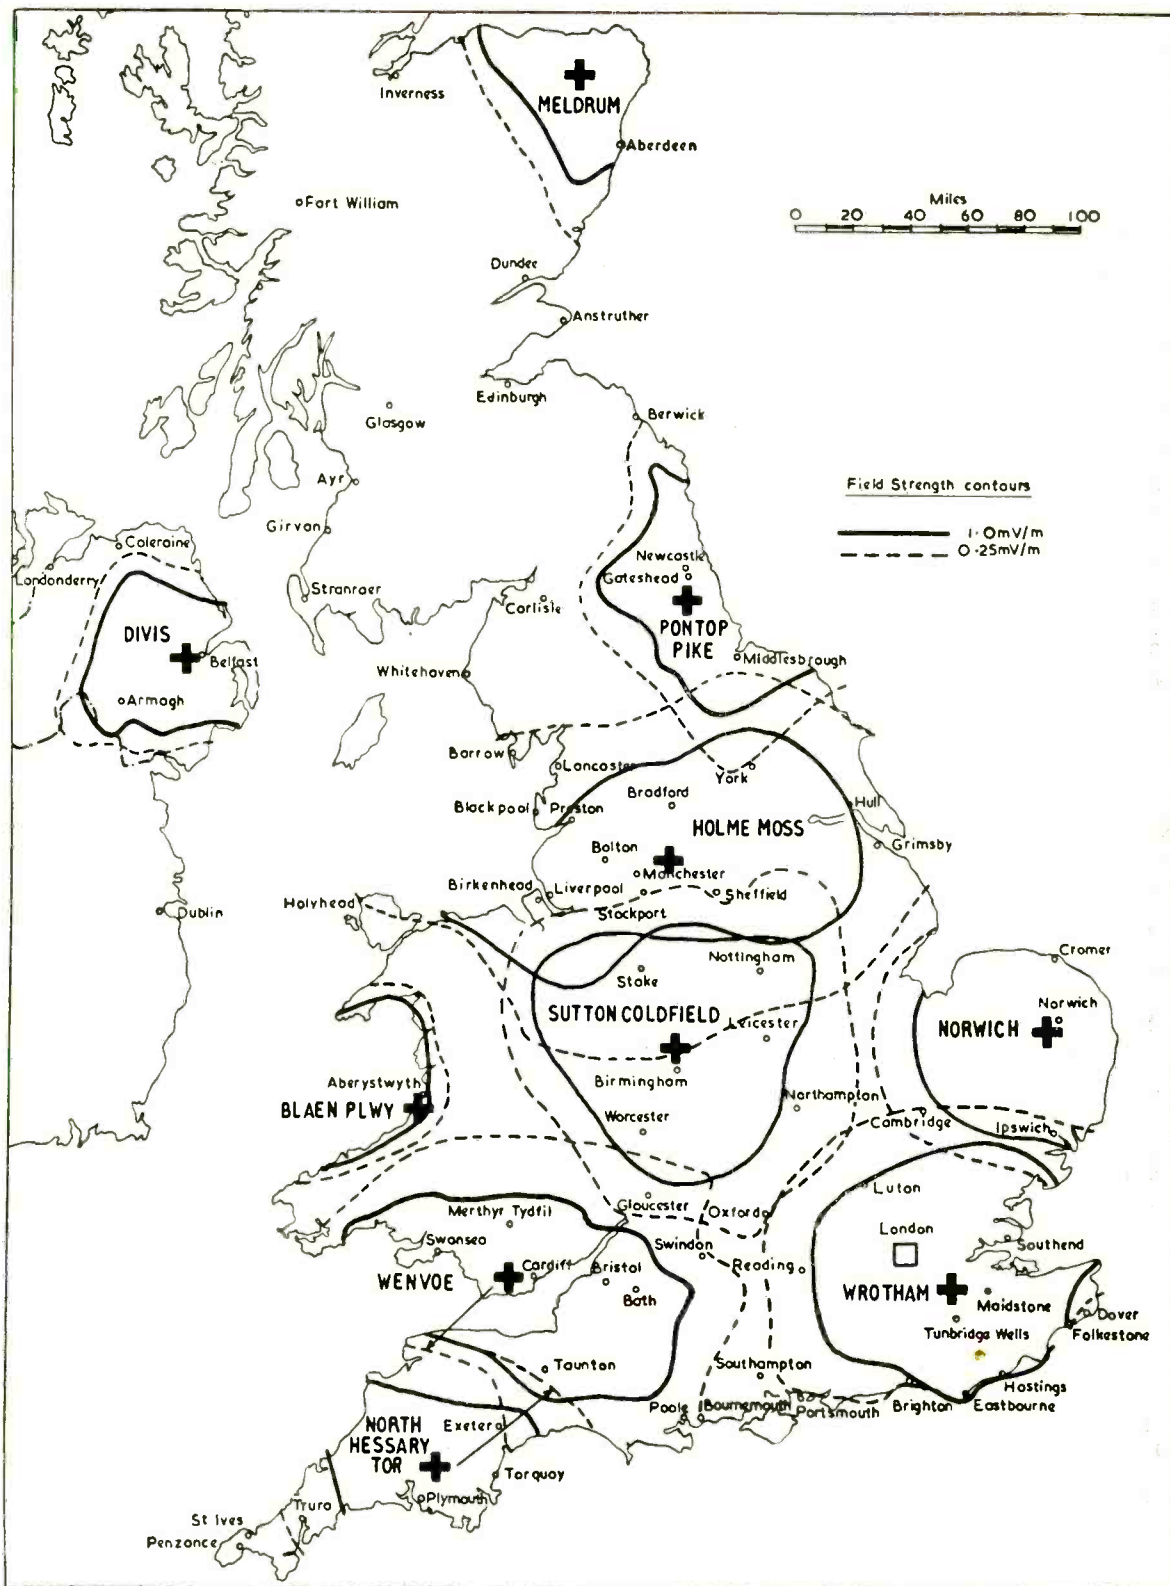 Inverness
MELDRUM
Aberdeen
Fort William
Miles
0 20 40 60 80 100
Dundee
Anstruther
Edinburgh
Glasgow
Berwick
Ayr
Field Strength contours
1·0mV/m
0·25mV/m
Girvan
Coleraine
Londonderry
Stranraer
Carlisle
Newcastle
Gateshead
PONTOP
PIKE
DIVIS
Belfast
Middlesbrough
Whitehaven
Armagh
Barrow
Lancaster
York
Bradford
Blackpool
Preston
Hull
HOLME MOSS
Grimsby
Bolton
Manchester
Birkenhead
Liverpool
Sheffield
Stockport
Holyhead
Dublin
Nottingham
Cromer
Stoke
Norwich
SUTTON COLDFIELD
Leicester
NORWICH
Birmingham
Aberystwyth
BLAEN PLWY
Northampton
Worcester
Cambridge
Ipswich
Luton
Gloucester
Oxford
Merthyr Tydfil
London
Swansea
Swindon
Southend
Reading
Cardiff
Bristol
WENVOE
Bath
WROTHAM
Maidstone
Dover
Tunbridge Wells
Folkestone
Taunton
Southampton
Hastings
Poole
Bournemouth
Portsmouth
Brighton
Eastbourne
NORTH
HESSARY
TOR
Exeter
Torquay
Plymouth
Truro
St Ives
Penzance